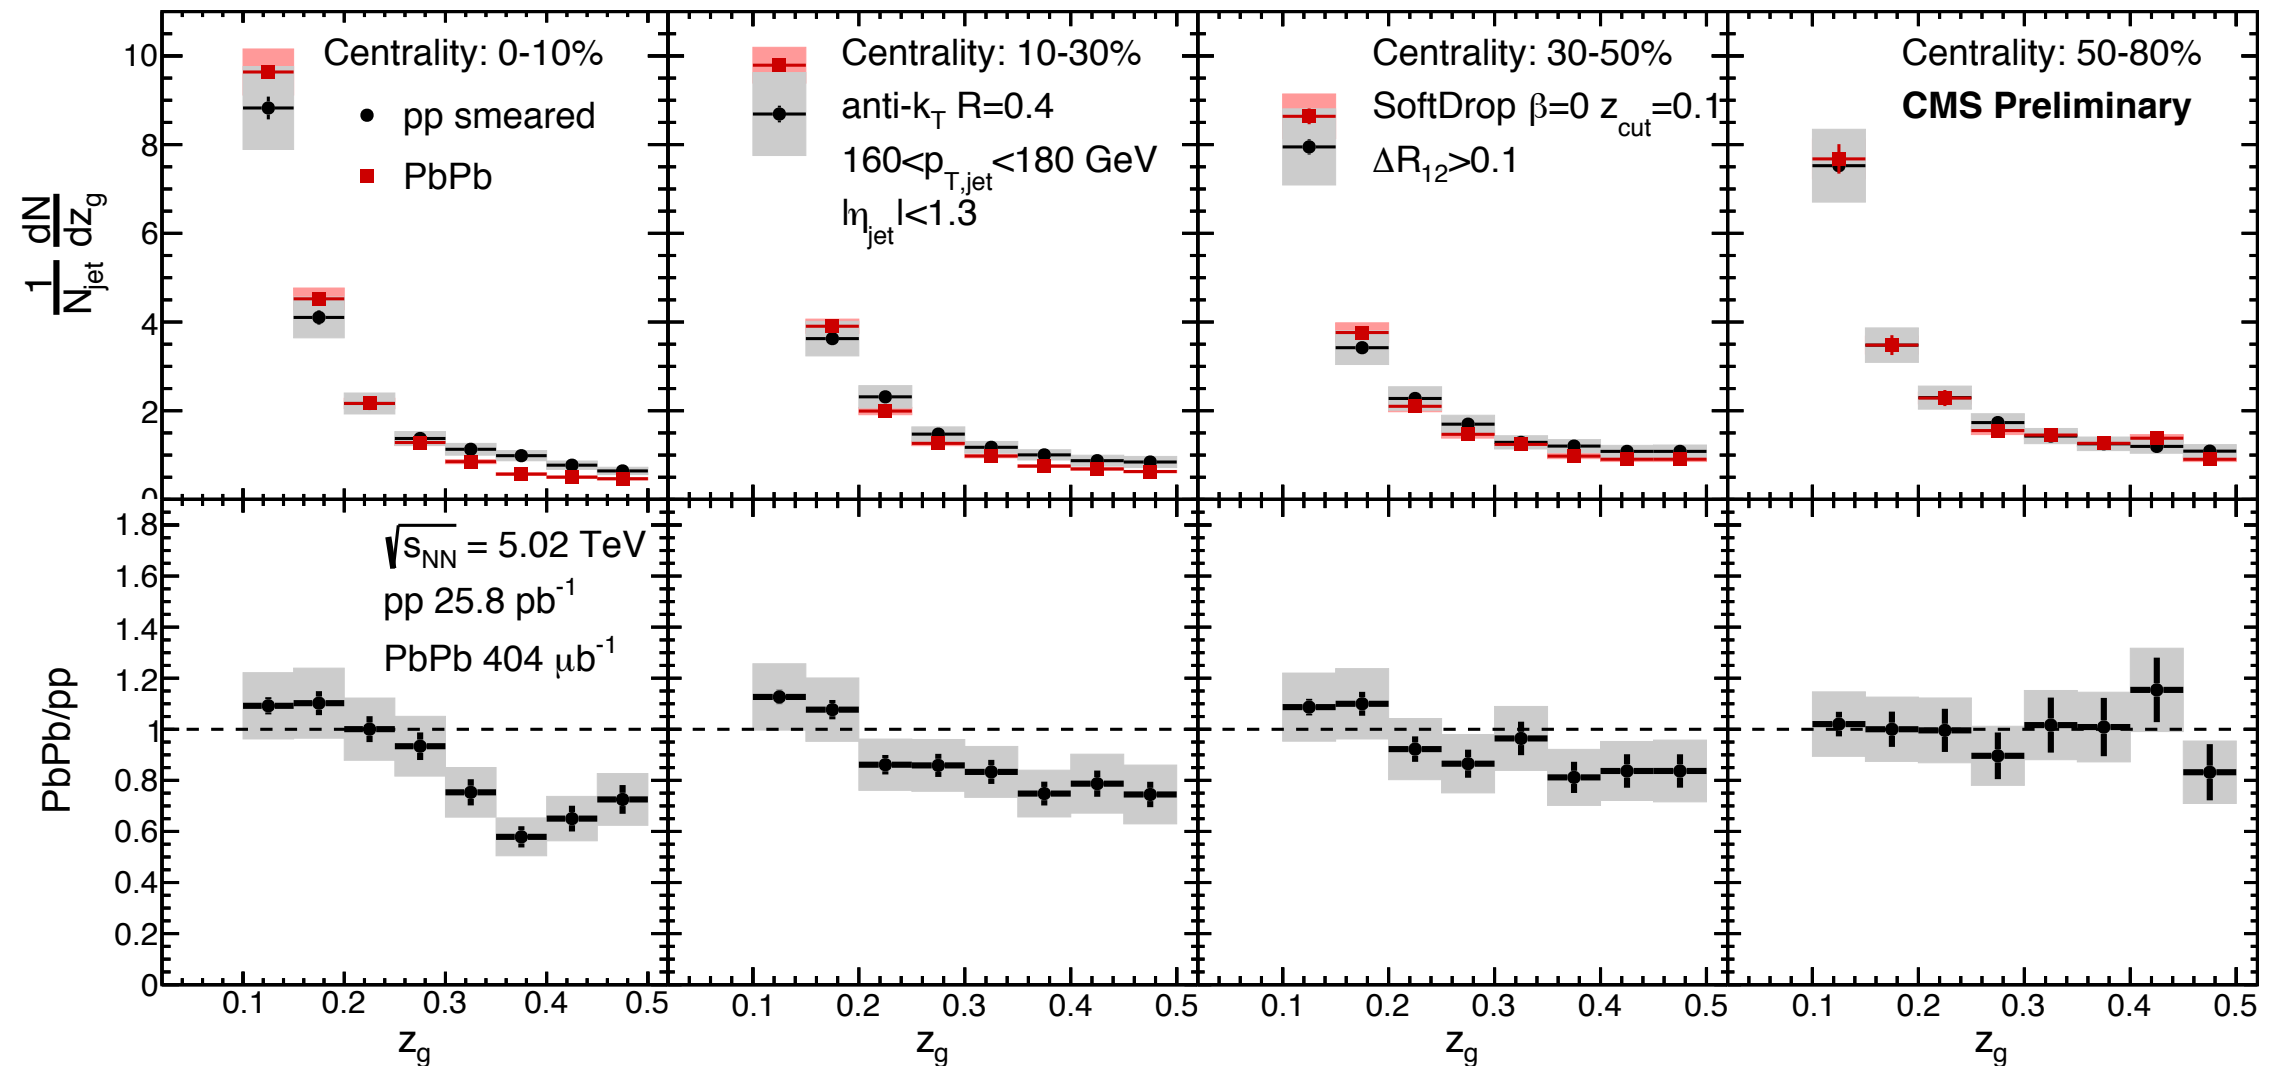 Centrality: 0-10%
pp smeared
PbPb
Centrality: 10-30%
anti-k_T R=0.4
160<p_T,jet<180 GeV
|η_jet|<1.3
Centrality: 30-50%
SoftDrop β=0 z_cut=0.1
ΔR_12>0.1
Centrality: 50-80%
CMS Preliminary
1/N_jet dN/dz_g
10
8
6
4
2
0
√s_NN = 5.02 TeV
pp 25.8 pb^-1
PbPb 404 μb^-1
PbPb/pp
1.8
1.6
1.4
1.2
1
0.8
0.6
0.4
0.2
0
0.1 0.2 0.3 0.4 0.5 0.1 0.2 0.3 0.4 0.5 0.1 0.2 0.3 0.4 0.5 0.1 0.2 0.3 0.4 0.5
z_g z_g z_g z_g